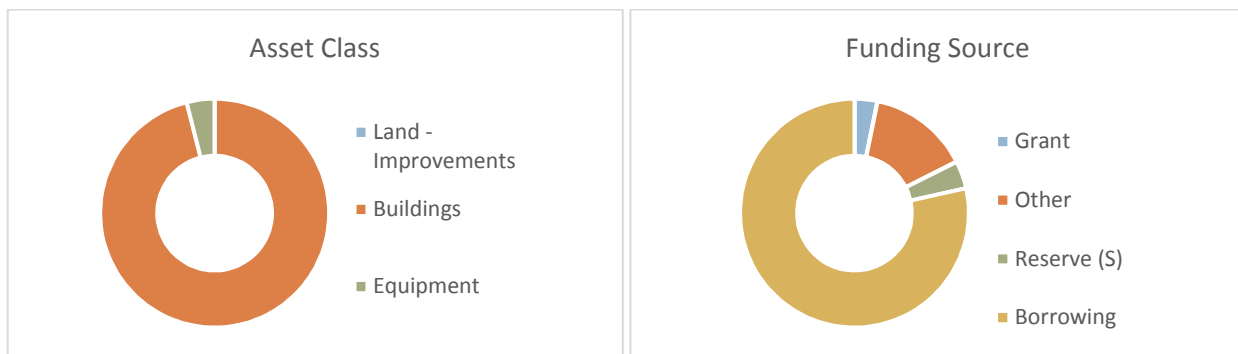 Asset Class
Land -
Improvements
Buildings
Equipment
Funding Source
Grant
Other
Reserve (S)
Borrowing